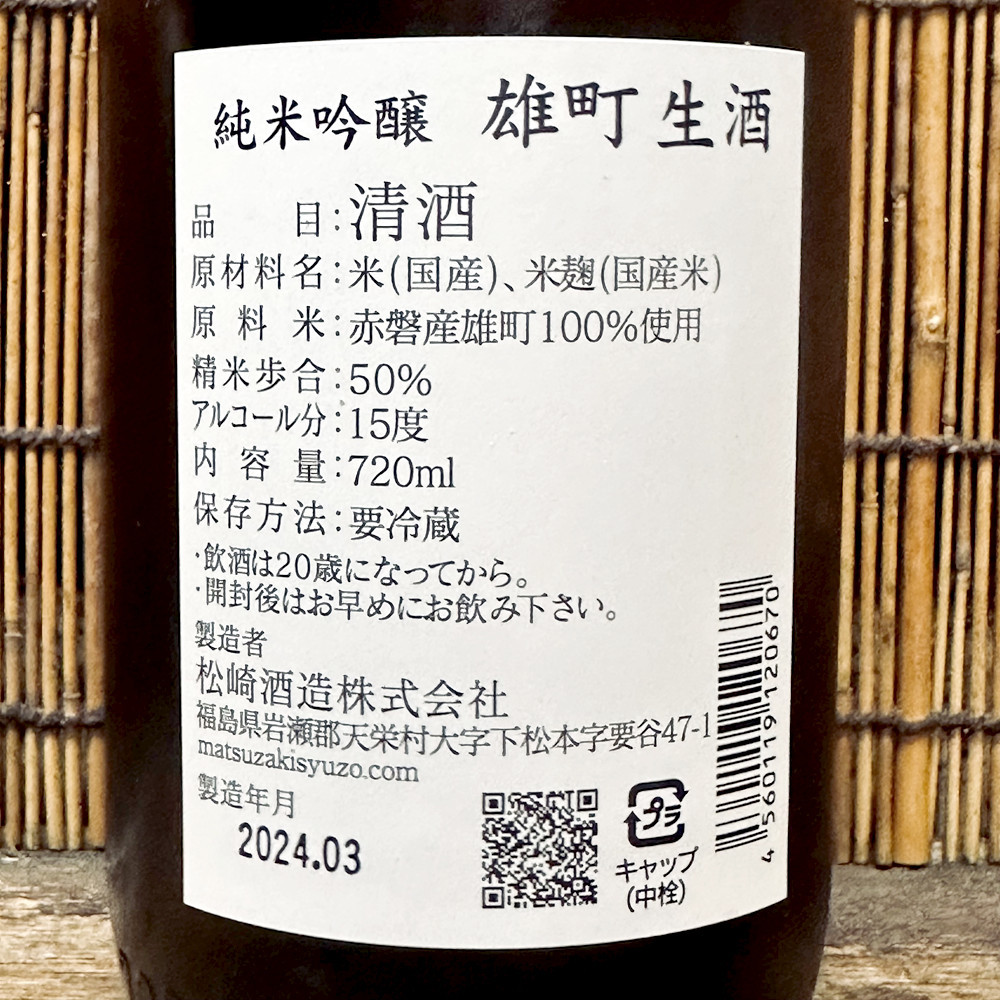 純米吟醸 雄町 生酒
品目:清酒
原材料名:米(国産)、米麹(国産米)
原料米:赤磐産雄町100%使用
精米歩合:50%
アルコール分:15度
内容量:720ml
保存方法:要冷蔵
・飲酒は20歳になってから。
・開封後はお早めにお飲み下さい。
製造者
松崎酒造株式会社
福島県岩瀬郡天栄村大字下松本字要谷47-1
matsuzakisyuzo.com
製造年月
2024.03
プラ
キャップ
(中栓)
4 560119 120670